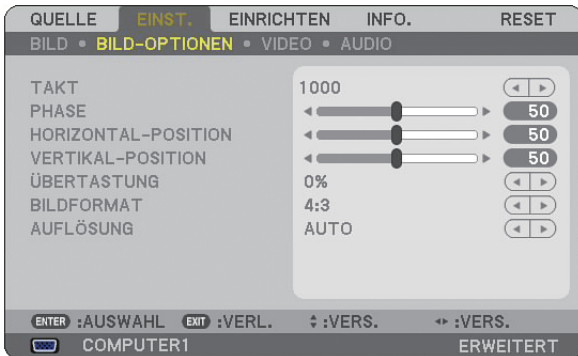 QUELLE EINST. EINRICHTEN INFO. RESET
BILD • BILD-OPTIONEN • VIDEO • AUDIO
TAKT 1000
PHASE 50
HORIZONTAL-POSITION 50
VERTIKAL-POSITION 50
ÜBERTASTUNG 0%
BILDFORMAT 4:3
AUFLÖSUNG AUTO
ENTER :AUSWAHL EXIT :VERL. :VERS. :VERS.
COMPUTER1 ERWEITERT